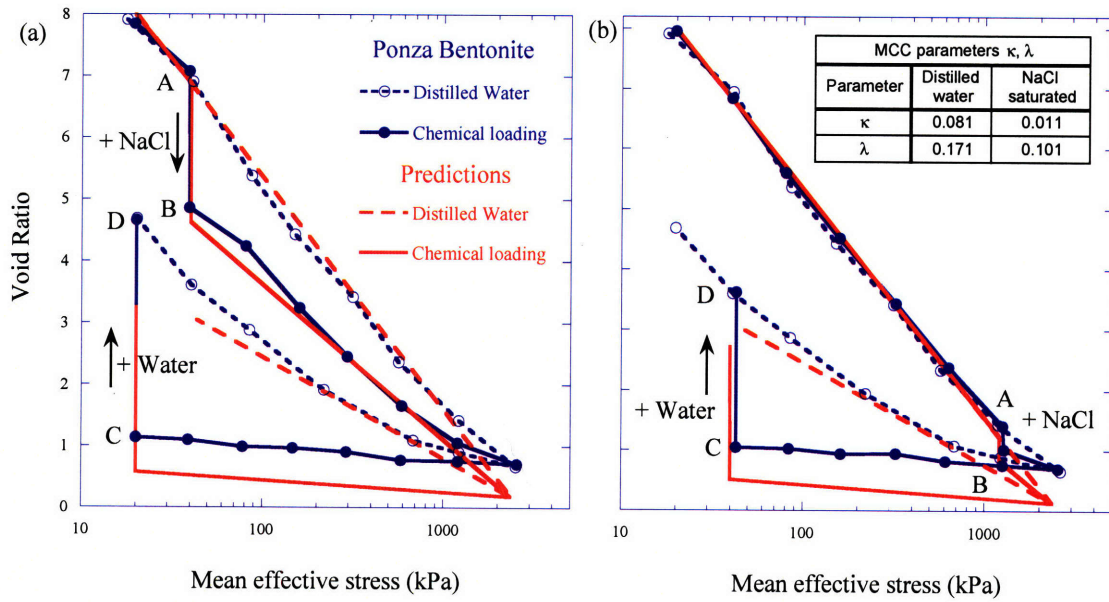 (a)
Ponza Bentonite
Distilled Water
Chemical loading
Predictions
Distilled Water
Chemical loading
A
+ NaCl
B
D
+ Water
C
8
7
6
5
4
3
2
1
0
Void Ratio
10
100
1000
Mean effective stress (kPa)
(b)
MCC parameters κ, λ
Parameter Distilled water NaCl saturated
κ 0.081 0.011
λ 0.171 0.101
D
A
+ NaCl
+ Water
C
B
10
100
1000
Mean effective stress (kPa)